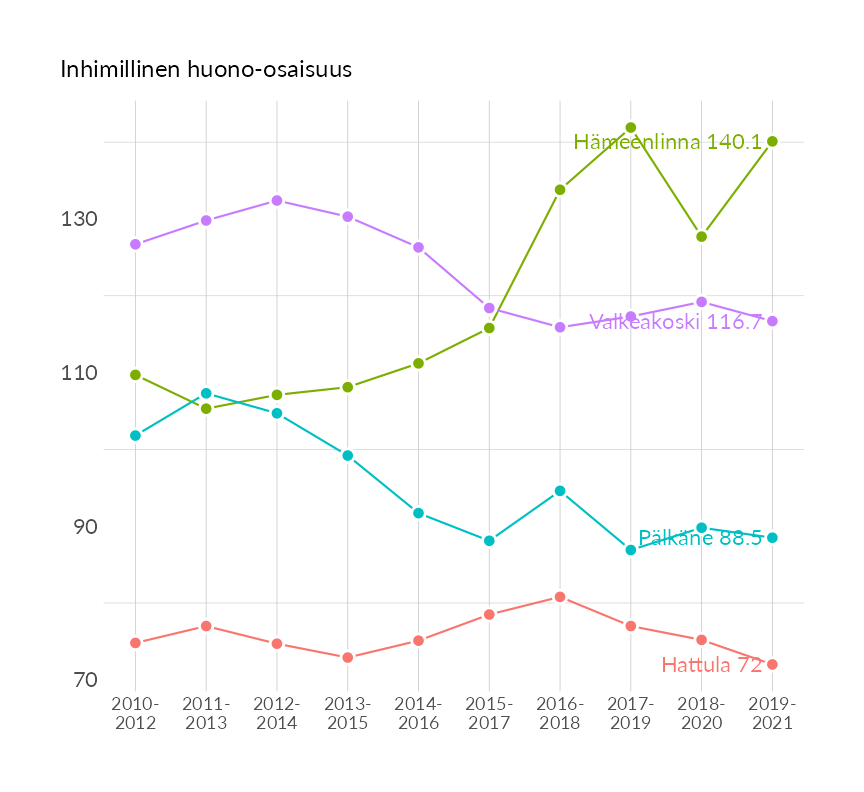 Inhimillinen huono-osaisuus
Hämeenlinna 140.1
130
Valkeakoski 116.7
110
90
Pälkäne 88.5
Hattula 72
70
2010- 2011- 2012- 2013- 2014- 2015- 2016- 2017- 2018- 2019-
2012 2013 2014 2015 2016 2017 2018 2019 2020 2021